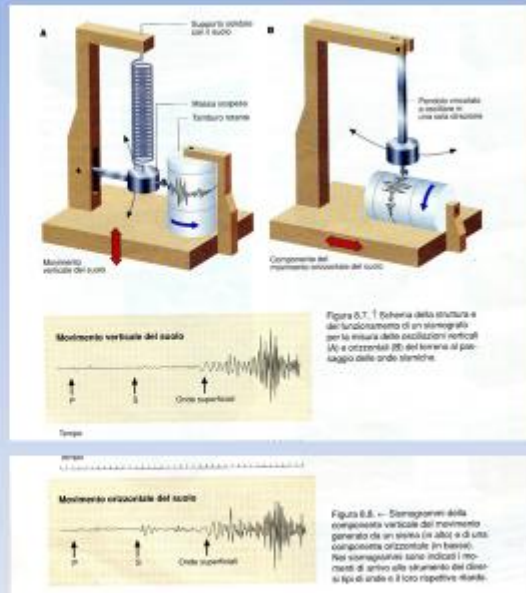 A
Supporto solidale
con il suolo
Massa sospesa
Tamburo rotante
Movimento
verticale del suolo
B
Pendolo vincolato
a oscillare in
una sola direzione
Componente del
movimento orizzontale del suolo
Figura 8.7. ↑ Schema della struttura e
del funzionamento di un sismografo
per la misura delle oscillazioni verticali
(A) e orizzontali (B) del terreno al pas-
saggio delle onde sismiche.
Movimento verticale del suolo
P
S
Onde superficiali
Tempo
Tempo
Movimento orizzontale del suolo
P
S
Onde superficiali
Figura 8.8. ← Sismogrammi della
componente verticale del movimento
generato da un sisma (in alto) e di una
componente orizzontale (in basso).
Nei sismogrammi sono indicati i mo-
menti di arrivo allo strumento dei diver-
si tipi di onde e il loro rispettivo ritardo.